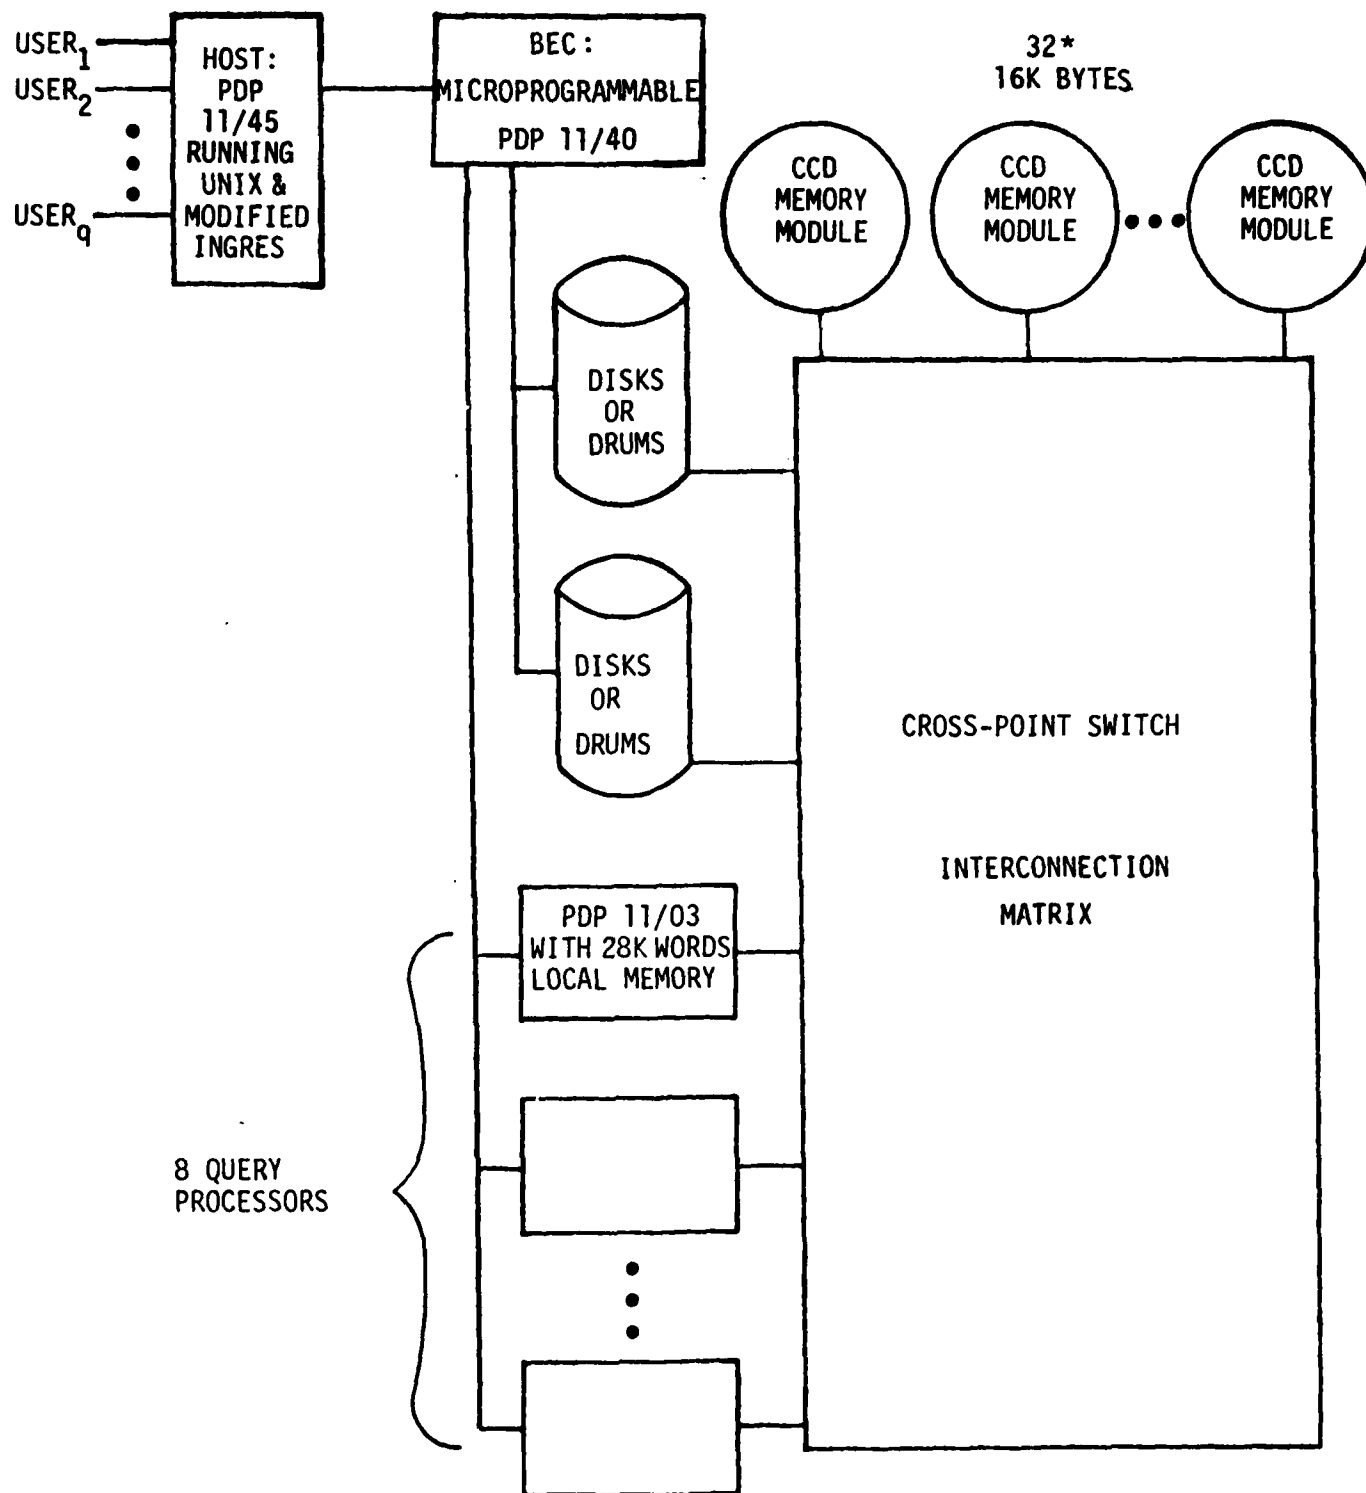 USER1
USER2
USERq
HOST:
PDP
11/45
RUNNING
UNIX &
MODIFIED
INGRES
BEC:
MICROPROGRAMMABLE
PDP 11/40
32*
16K BYTES
CCD
MEMORY
MODULE
CCD
MEMORY
MODULE
CCD
MEMORY
MODULE
DISKS
OR
DRUMS
DISKS
OR
DRUMS
CROSS-POINT SWITCH
INTERCONNECTION
MATRIX
PDP 11/03
WITH 28K WORDS
LOCAL MEMORY
8 QUERY
PROCESSORS